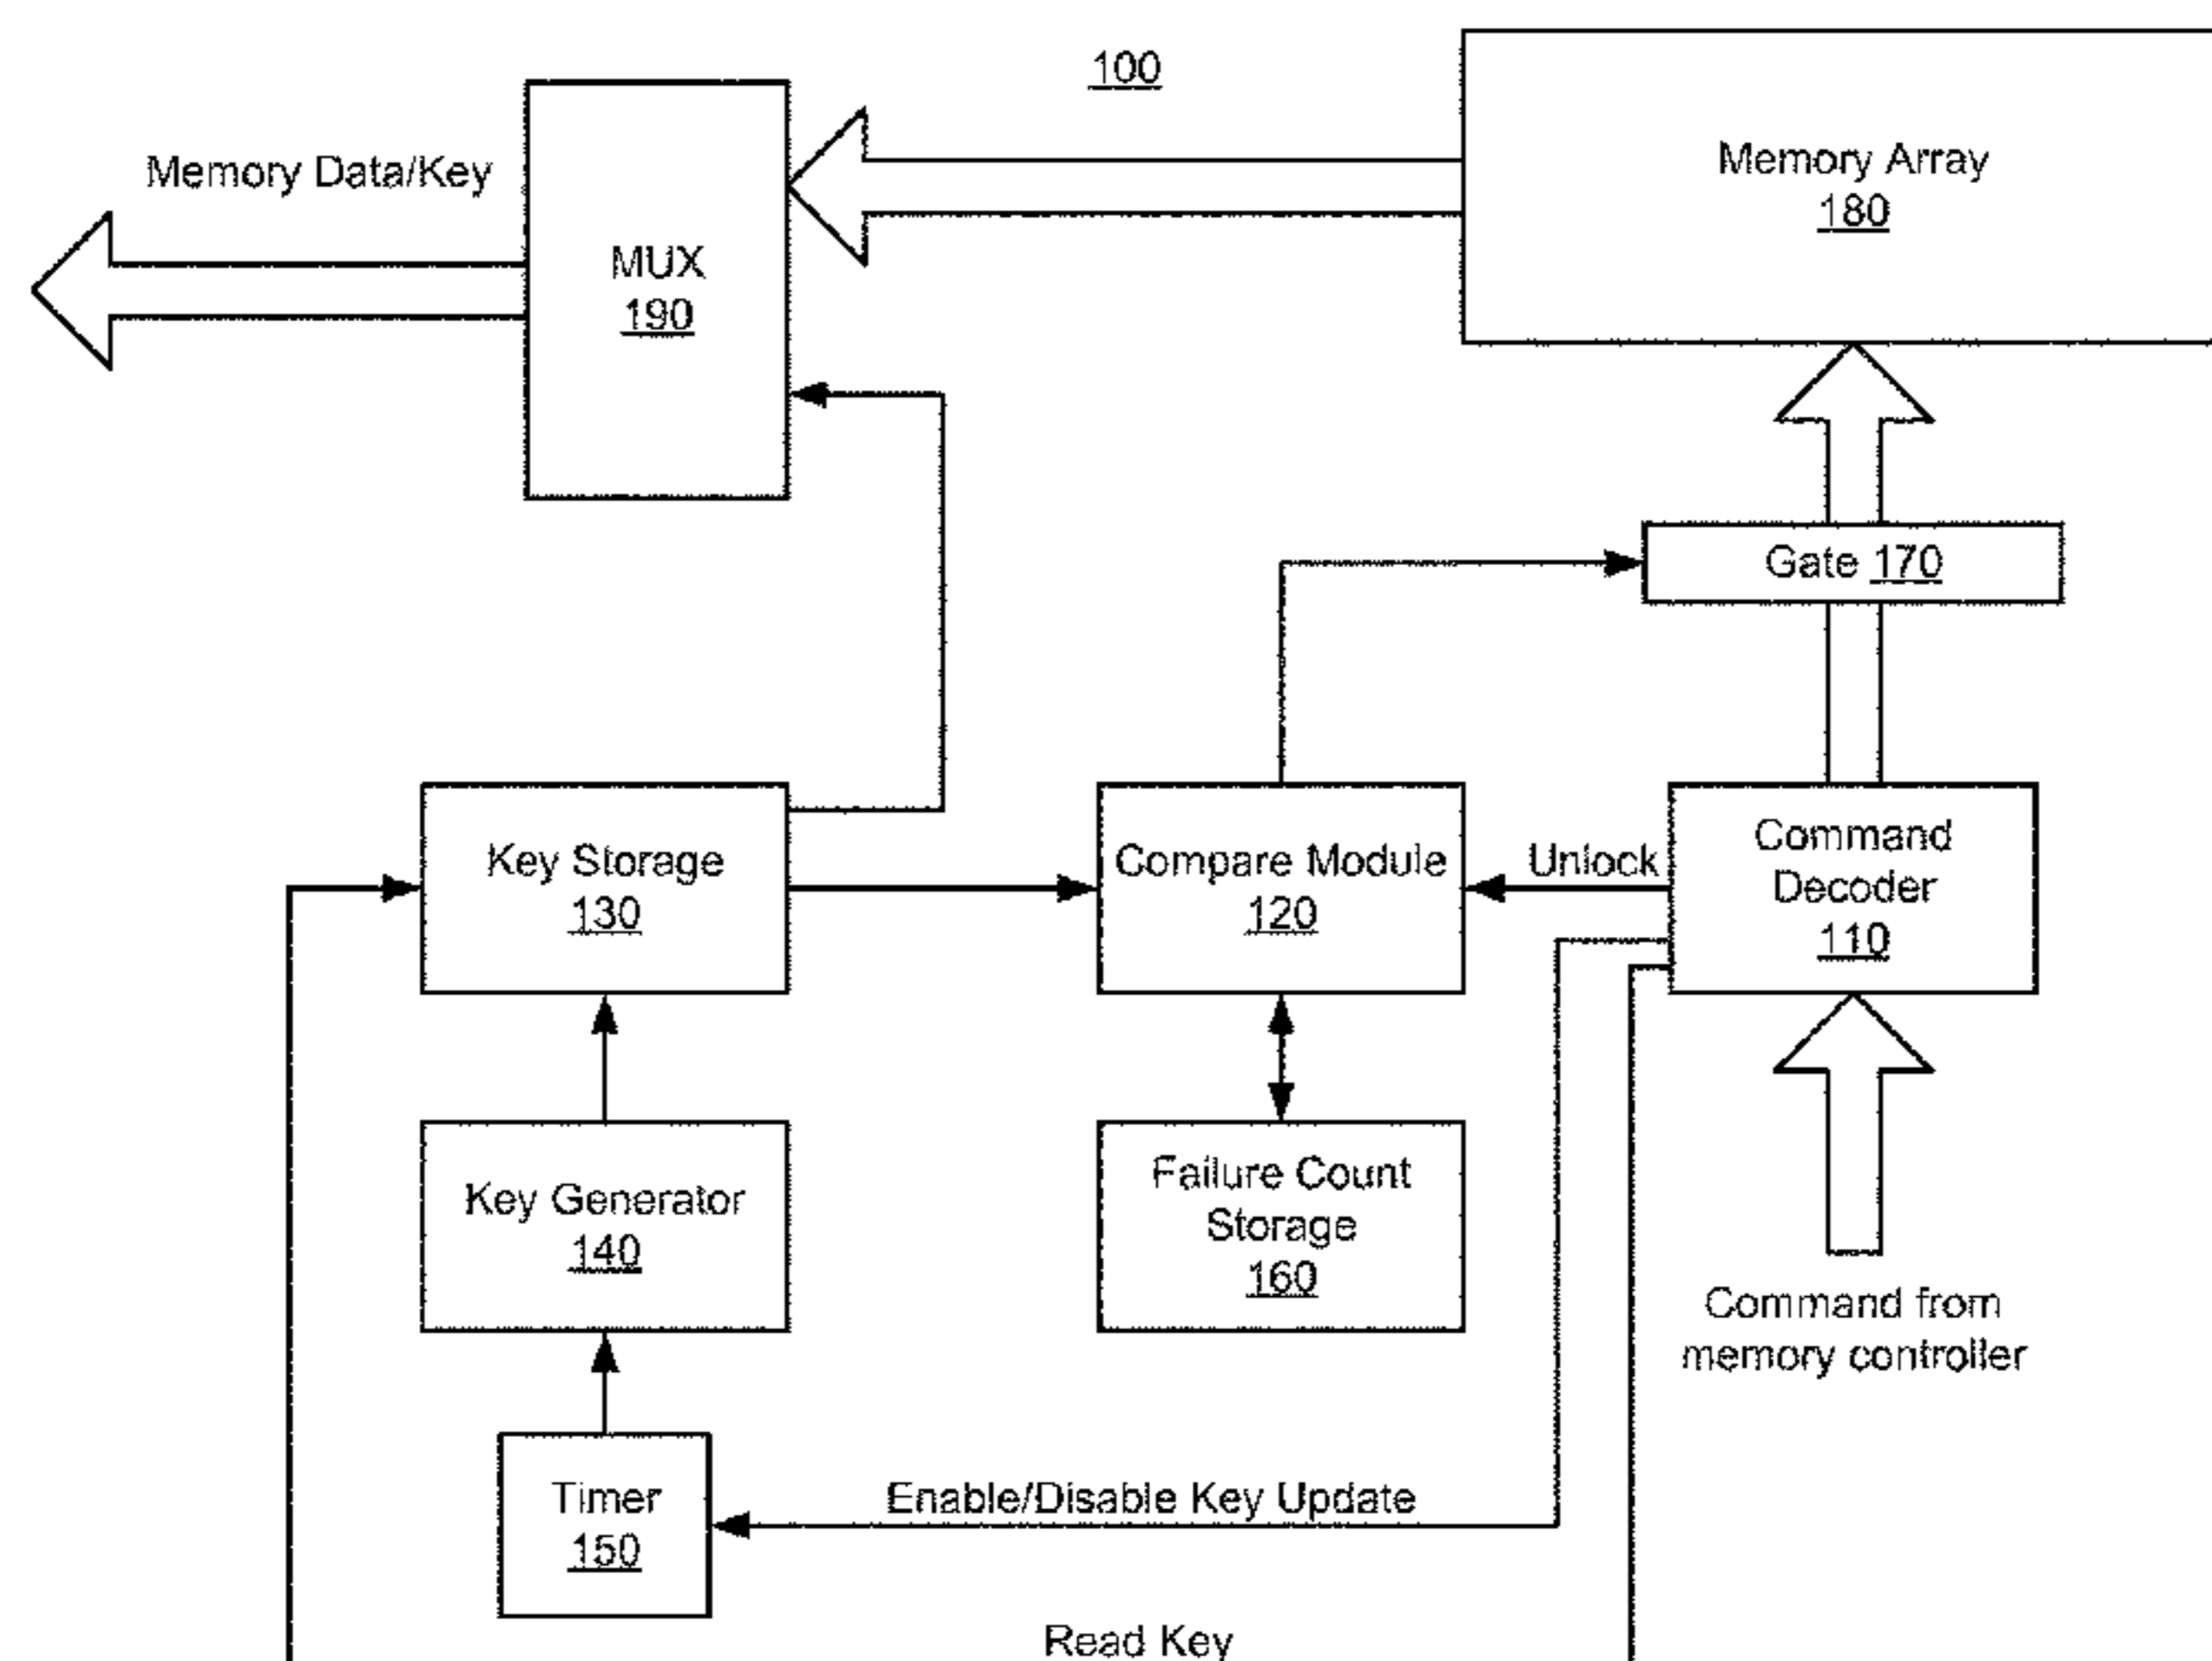 100
Memory Array
180
Memory Data/Key
MUX
190
Gate 170
Key Storage
130
Compare Module
120
Unlock
Command
Decoder
110
Key Generator
140
Failure Count
Storage
160
Command from
memory controller
Timer
150
Enable/Disable Key Update
Read Key